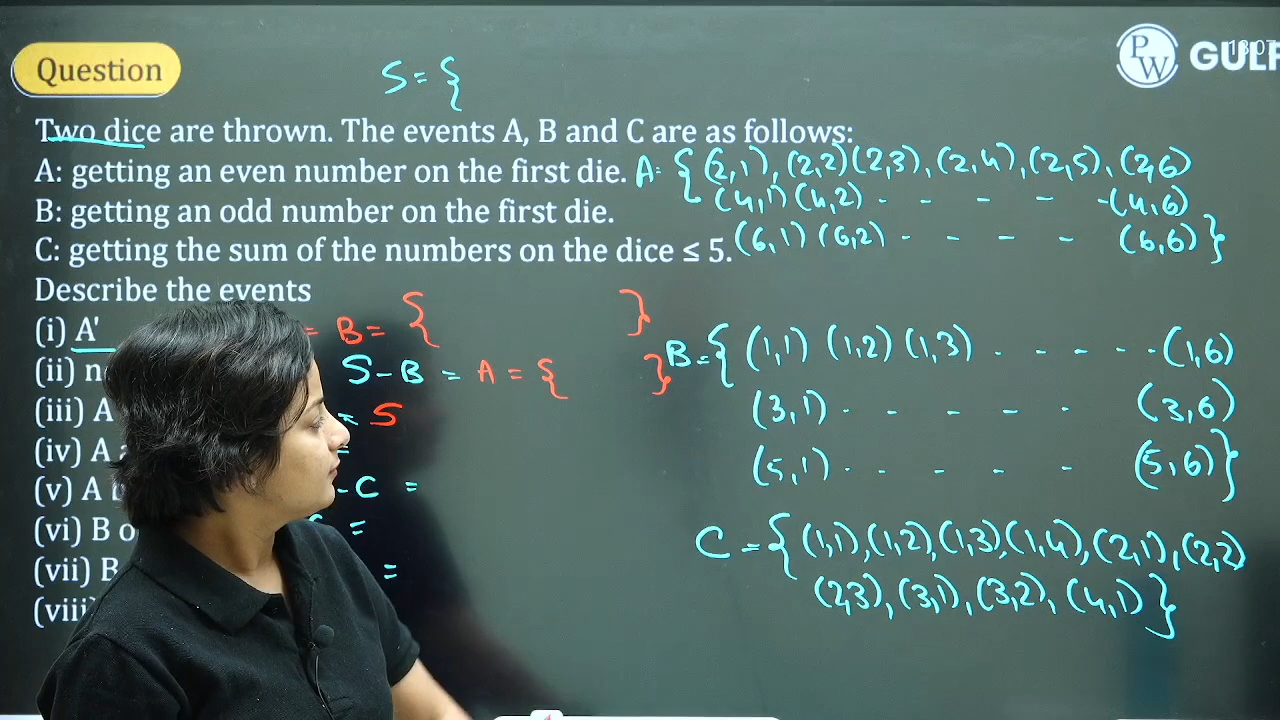 Question
S = {
PW GULF
Two dice are thrown. The events A, B and C are as follows:
A: getting an even number on the first die. A = { (2,1), (2,2) (2,3), (2,4), (2,5), (2,6)
(4,1) (4,2) - - - - -(4,6)
B: getting an odd number on the first die.
(6,1) (6,2) - - - - - (6,6) }
C: getting the sum of the numbers on the dice ≤ 5.
Describe the events
(i) A' = B = { }
B = { (1,1) (1,2) (1,3) - - - - - - (1,6)
(ii) S - B = A = { }
(iii) A = S
(3,1) - - - - - (3,6)
(iv) A =
(5,1) - - - - - (5,6) }
(v) A - C =
(vi) B =
C = { (1,1), (1,2), (1,3), (1,4), (2,1), (2,2)
(vii) B =
(2,3), (3,1), (3,2), (4,1) }
(viii)